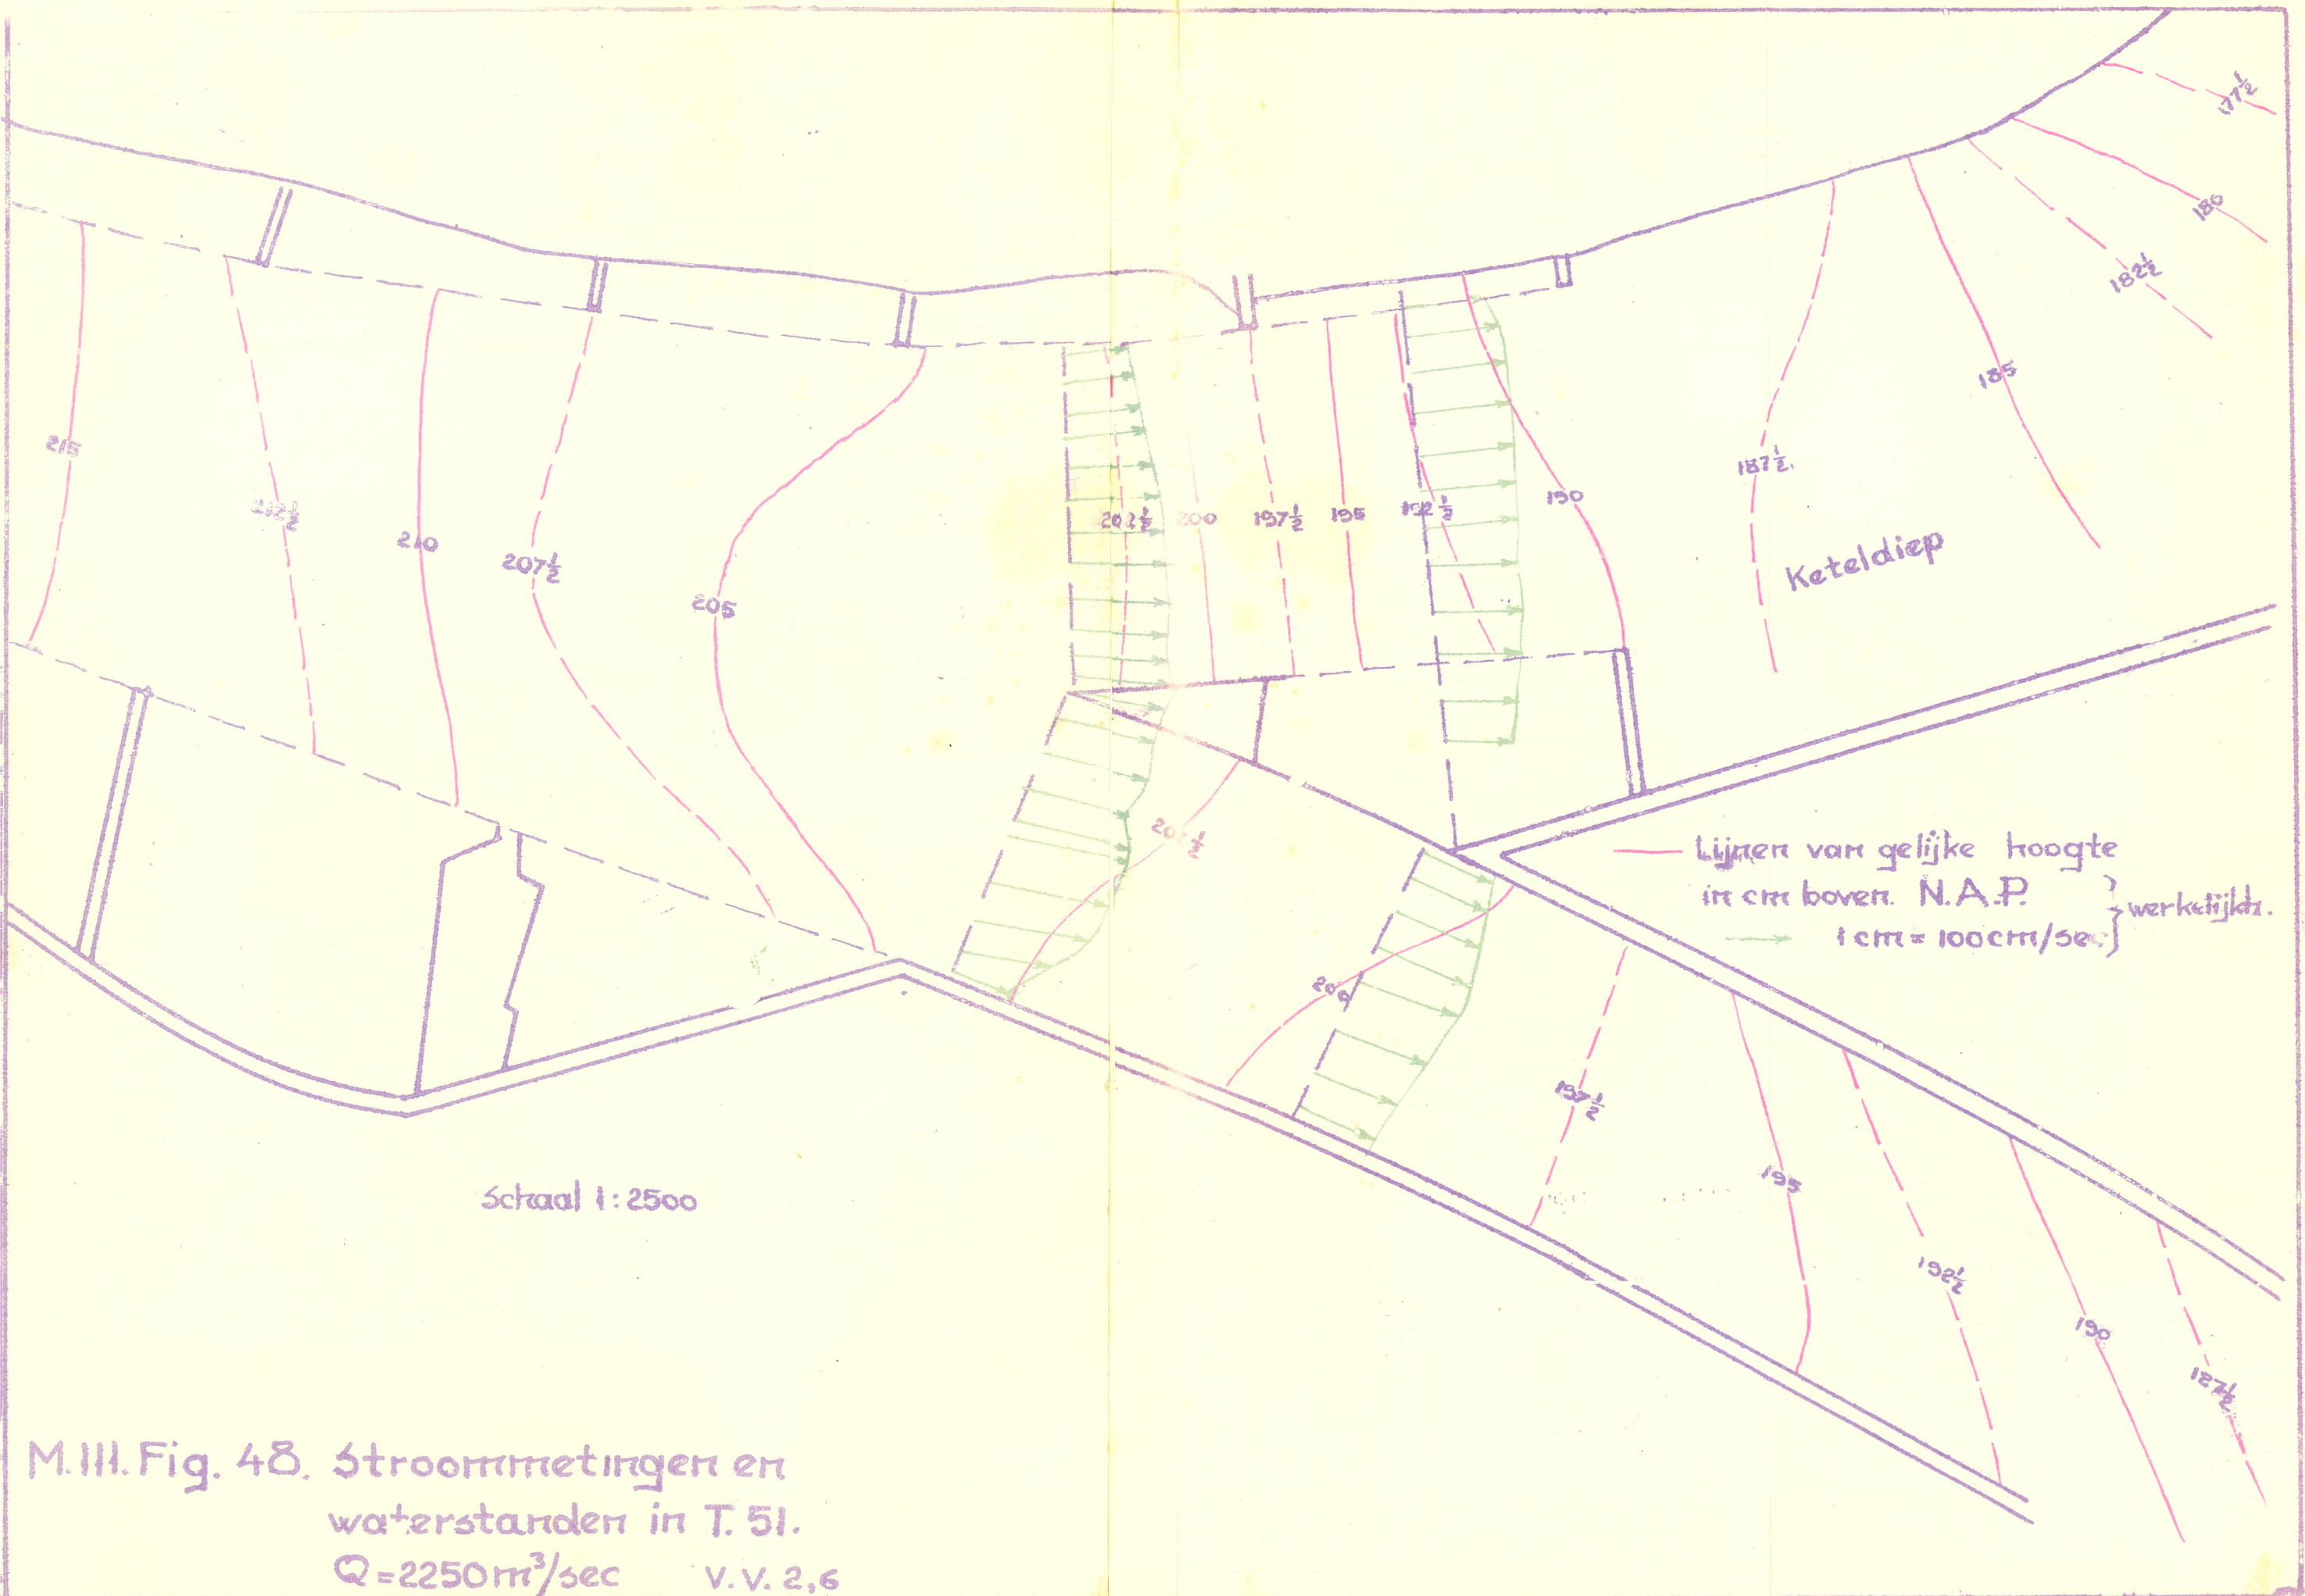 177½
180
182½
185
187½
190
192½
195
197½
200
202½
205
207½
210
212½
215
Keteldiep
202½
200
197½
195
192½
190
187½
Lijnen van gelijke hoogte
in cm boven N.A.P.
1 cm = 100 cm/sec } werkelijkh.
Schaal 1:2500
M.III. Fig. 48. Stroommetingen en
waterstanden in T. 51.
Q=2250 m³/sec V.V. 2,6